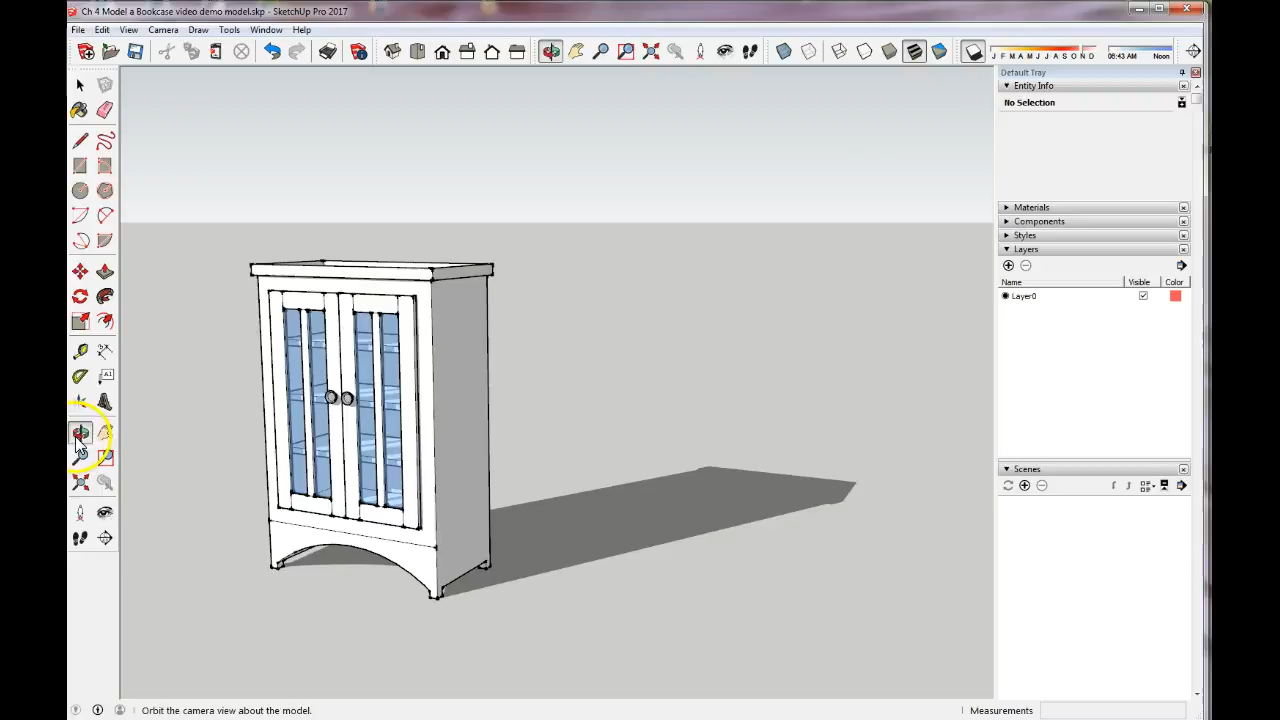 Ch 4 Model a Bookcase video demo model.skp - SketchUp Pro 2017
File Edit View Camera Draw Tools Window Help
J F M A M J J A S O N D 06:43 AM Noon
Default Tray
Entity Info
No Selection
A1
Materials
Components
Styles
Layers
Name Visible Color
Layer0
Scenes
Orbit the camera view about the model.
Measurements